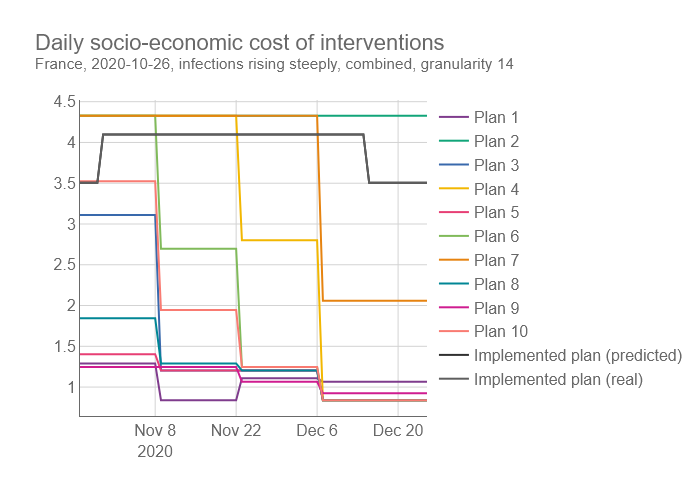 Daily socio-economic cost of interventions
France, 2020-10-26, infections rising steeply, combined, granularity 14
4.5
4
3.5
3
2.5
2
1.5
1
Nov 8
2020
Nov 22
Dec 6
Dec 20
Plan 1
Plan 2
Plan 3
Plan 4
Plan 5
Plan 6
Plan 7
Plan 8
Plan 9
Plan 10
Implemented plan (predicted)
Implemented plan (real)